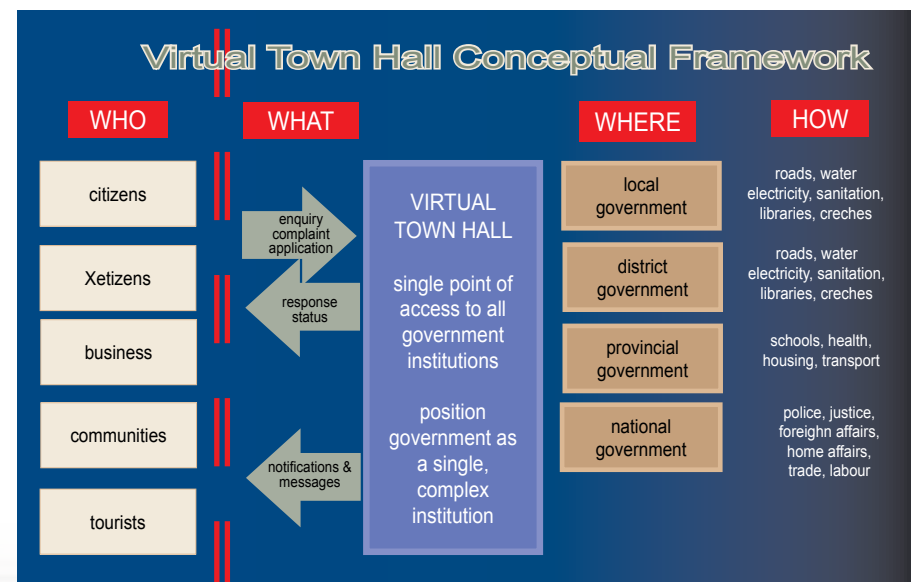 Virtual Town Hall Conceptual Framework
WHO
WHAT
WHERE
HOW
citizens
Xetizens
business
communities
tourists
enquiry
complaint
application
response
status
notifications &
messages
VIRTUAL
TOWN HALL
single point of
access to all
government
institutions
position
government as
a single,
complex
institution
local
government
district
government
provincial
government
national
government
roads, water
electricity, sanitation,
libraries, creches
roads, water
electricity, sanitation,
libraries, creches
schools, health,
housing, transport
police, justice,
foreighn affairs,
home affairs,
trade, labour